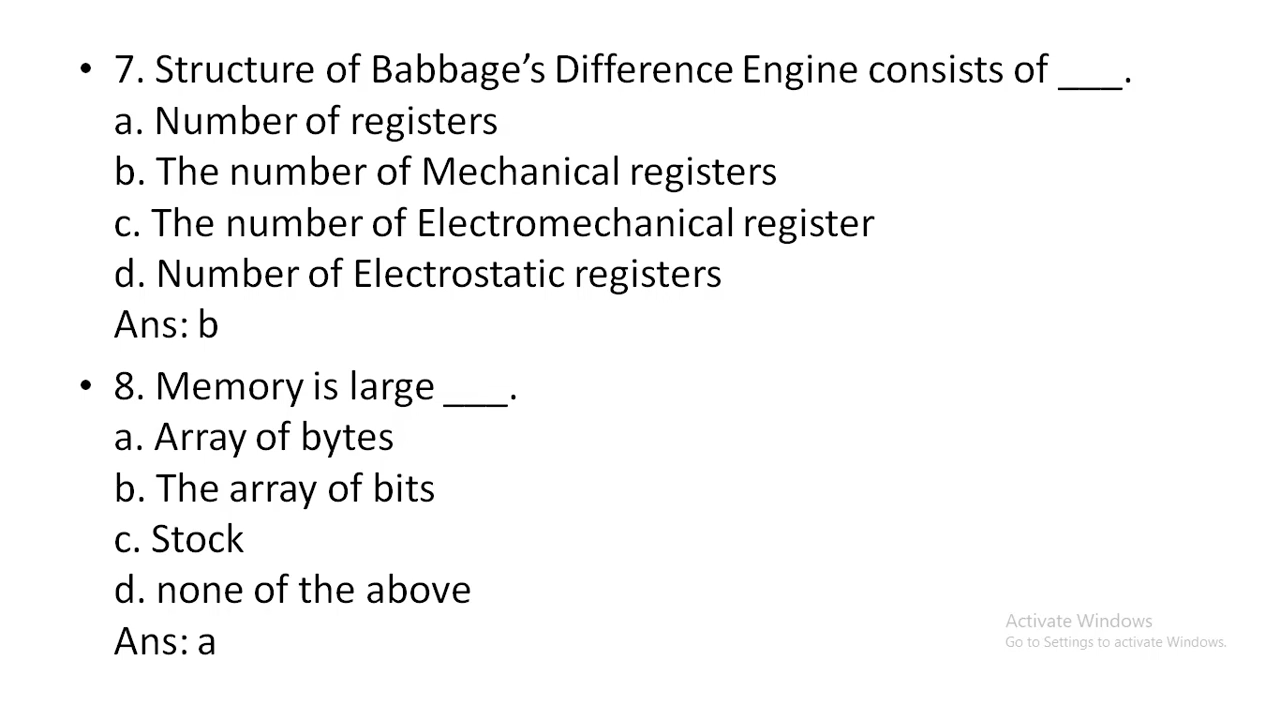 • 7. Structure of Babbage’s Difference Engine consists of ___.
a. Number of registers
b. The number of Mechanical registers
c. The number of Electromechanical register
d. Number of Electrostatic registers
Ans: b
• 8. Memory is large ___.
a. Array of bytes
b. The array of bits
c. Stock
d. none of the above
Ans: a
Activate Windows
Go to Settings to activate Windows.